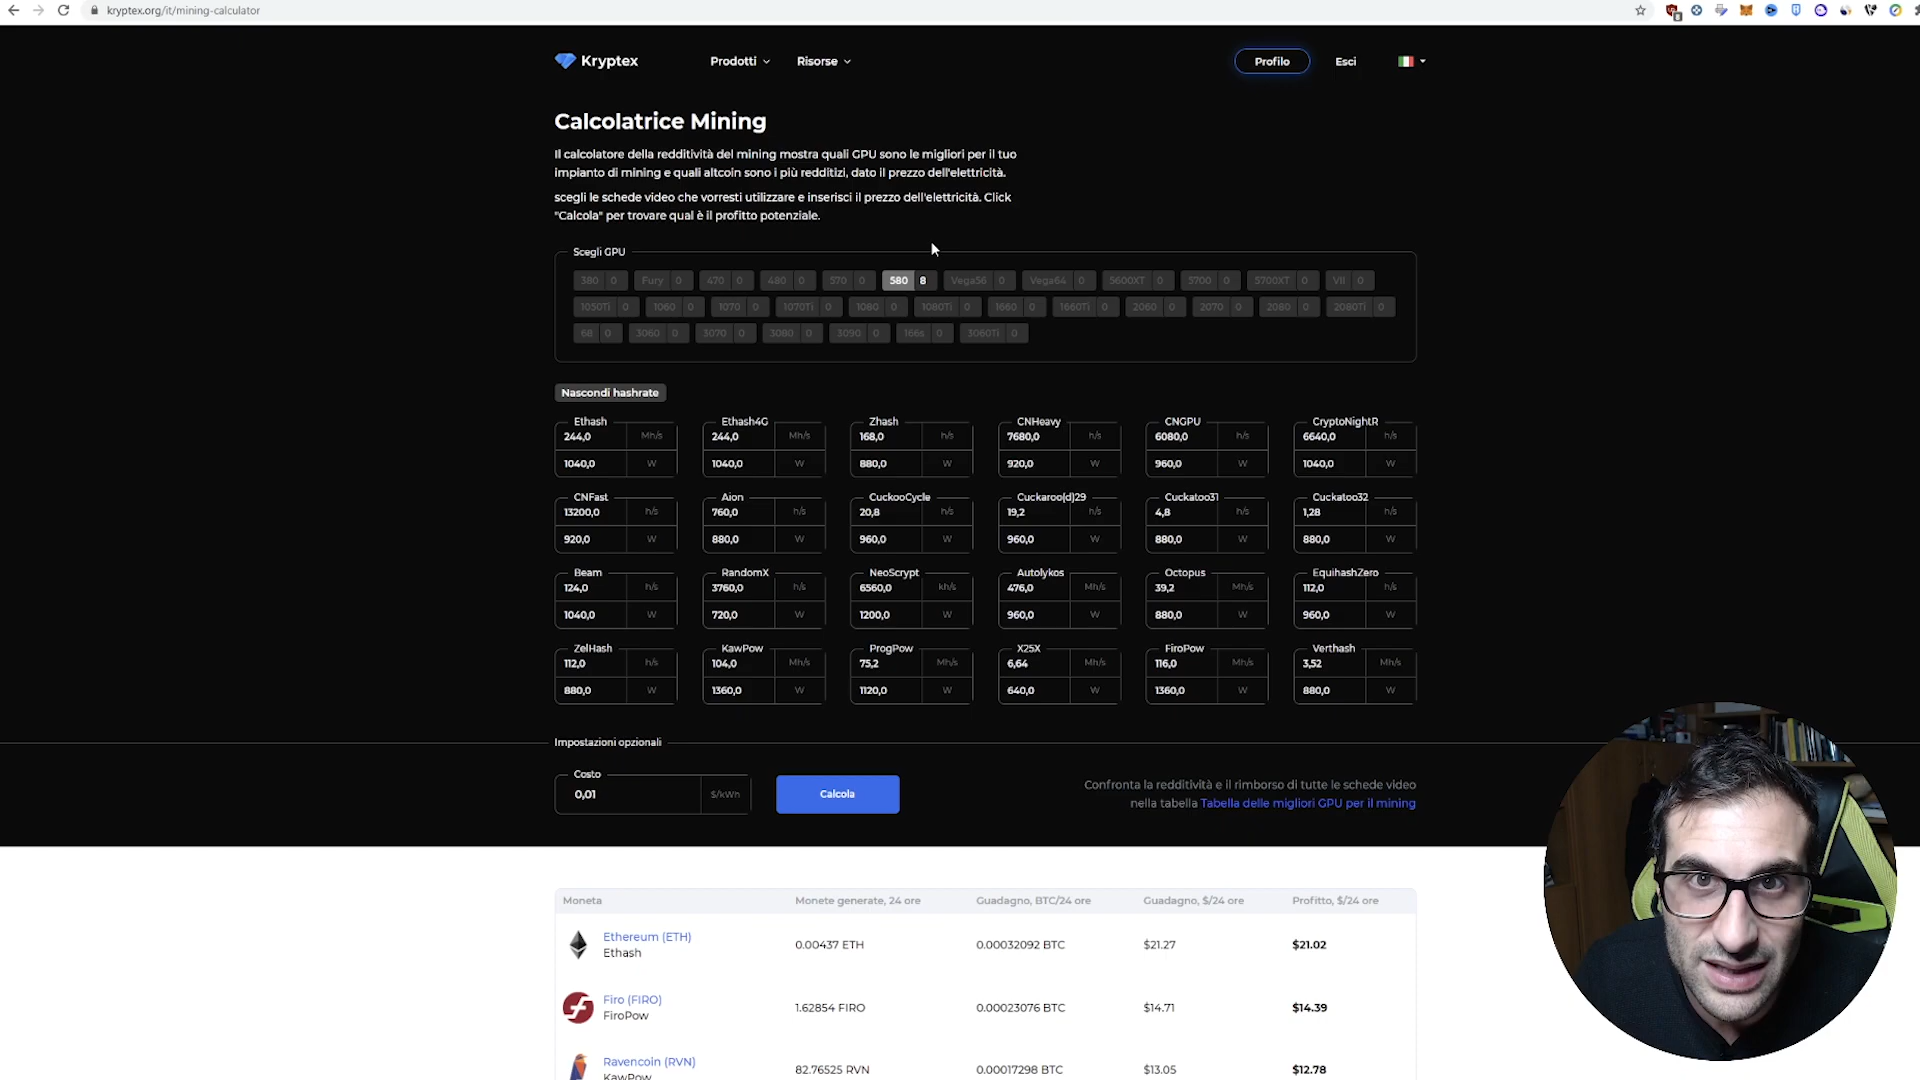 kryptex.org/it/mining-calculator
Kryptex
Prodotti
Risorse
Profilo
Esci
Calcolatrice Mining
Il calcolatore della redditività del mining mostra quali GPU sono le migliori per il tuo
impianto di mining e quali altcoin sono i più redditizi, dato il prezzo dell'elettricità.
scegli le schede video che vorresti utilizzare e inserisci il prezzo dell'elettricità. Click
"Calcola" per trovare qual è il profitto potenziale.
Scegli GPU
380 0 Fury 0 470 0 480 0 570 0 580 8 Vega56 0 Vega64 0 5600XT 0 5700 0 5700XT 0 VII 0
1050Ti 0 1060 0 1070 0 1070Ti 0 1080 0 1080Ti 0 1660 0 1660Ti 0 2060 0 2070 0 2080 0 2080Ti 0
68 0 3060 0 3070 0 3080 0 3090 0 166s 0 3060Ti 0
Nascondi hashrate
Ethash Ethash4G Zhash CNHeavy CNGPU CryptoNightR
244,0 Mh/s 244,0 Mh/s 168,0 h/s 7680,0 h/s 6080,0 h/s 6640,0 h/s
1040,0 W 1040,0 W 880,0 W 920,0 W 960,0 W 1040,0 W
CNFast Aion CuckooCycle Cuckaroo(d)29 Cuckatoo31 Cuckatoo32
13200,0 h/s 760,0 h/s 20,8 h/s 19,2 h/s 4,8 h/s 1,28 h/s
920,0 W 880,0 W 960,0 W 960,0 W 880,0 W 880,0 W
Beam RandomX NeoScrypt Autolykos Octopus EquihashZero
124,0 h/s 3760,0 h/s 6560,0 kh/s 476,0 Mh/s 39,2 Mh/s 112,0 h/s
1040,0 W 720,0 W 1200,0 W 960,0 W 880,0 W 960,0 W
ZelHash KawPow ProgPow X25X FiroPow Verthash
112,0 h/s 104,0 Mh/s 75,2 Mh/s 6,64 Mh/s 116,0 Mh/s 3,52 Mh/s
880,0 W 1360,0 W 1120,0 W 640,0 W 1360,0 W 880,0 W
Impostazioni opzionali
Costo
0,01 $/kWh
Calcola
Confronta la redditività e il rimborso di tutte le schede video
nella tabella Tabella delle migliori GPU per il mining
Moneta Monete generate, 24 ore Guadagno, BTC/24 ore Guadagno, $/24 ore Profitto, $/24 ore
Ethereum (ETH)
Ethash
0.00437 ETH 0.00032092 BTC $21.27 $21.02
Firo (FIRO)
FiroPow
1.62854 FIRO 0.00023076 BTC $14.71 $14.39
Ravencoin (RVN)
KawPow
82.76525 RVN 0.00017298 BTC $13.05 $12.78